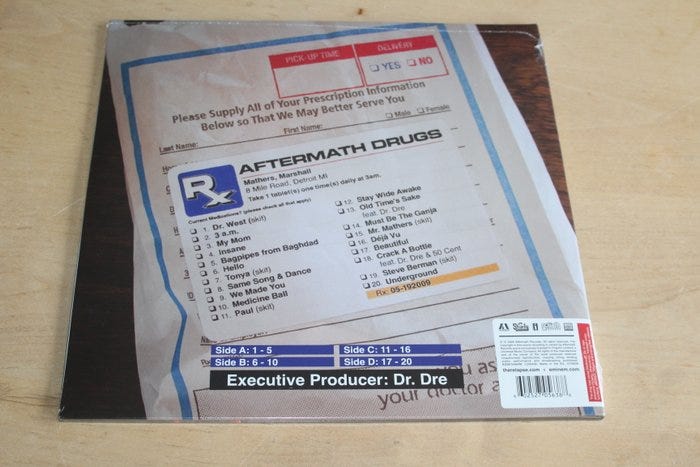 PICK-UP TIME
DELIVERY
YES NO
Please Supply All of Your Prescription Information
Below so That We May Better Serve You
Male Female
Last Name: First Name:
Rx
AFTERMATH DRUGS
Mathers, Marshall
8 Mile Road, Detroit MI
Take 1 tablet(s) one time(s) daily at 3am.
Current Medications? (please check all that apply)
1. Dr. West (skit)
2. 3 a.m.
3. My Mom
4. Insane
5. Bagpipes from Baghdad
6. Hello
7. Tonya (skit)
8. Same Song & Dance
9. We Made You
10. Medicine Ball
11. Paul (skit)
12. Stay Wide Awake
13. Old Time's Sake
feat. Dr. Dre
14. Must Be The Ganja
15. Mr. Mathers (skit)
16. Déjà Vu
17. Beautiful
18. Crack A Bottle
feat. Dr. Dre & 50 Cent
19. Steve Berman (skit)
20. Underground
Rx: 05-192009
Side A: 1 - 5
Side B: 6 - 10
Side C: 11 - 16
Side D: 17 - 20
Executive Producer: Dr. Dre
you as
your doctor a
therelapse.com | eminem.com